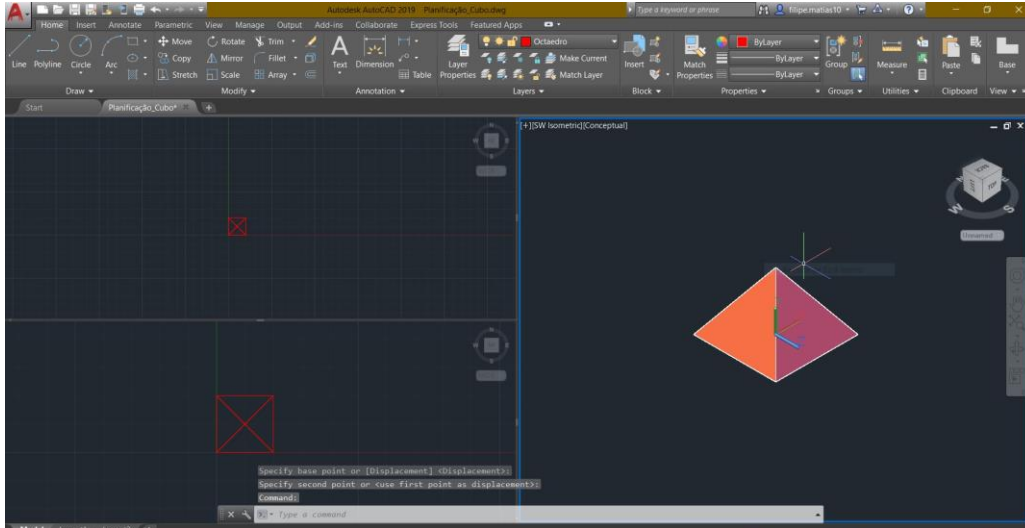 Autodesk AutoCAD 2019 Planificação_Cubo.dwg
Type a keyword or phrase
filipe.matias10
Home Insert Annotate Parametric View Manage Output Add-ins Collaborate Express Tools Featured Apps
Line Polyline Circle Arc
Move Rotate Trim
Copy Mirror Fillet
Stretch Scale Array
Text Dimension
Table
Layer Properties
Octaedro
Make Current
Match Layer
Insert
Match Properties
ByLayer
ByLayer
ByLayer
Group
Measure
Paste
Base
Draw Modify Annotation Layers Block Properties Groups Utilities Clipboard View
Start Planificação_Cubo*
[+][SW Isometric][Conceptual]
TOP
Unnamed
Specify base point or [Displacement] <Displacement>:
Specify second point or <use first point as displacement>:
Command:
Type a command